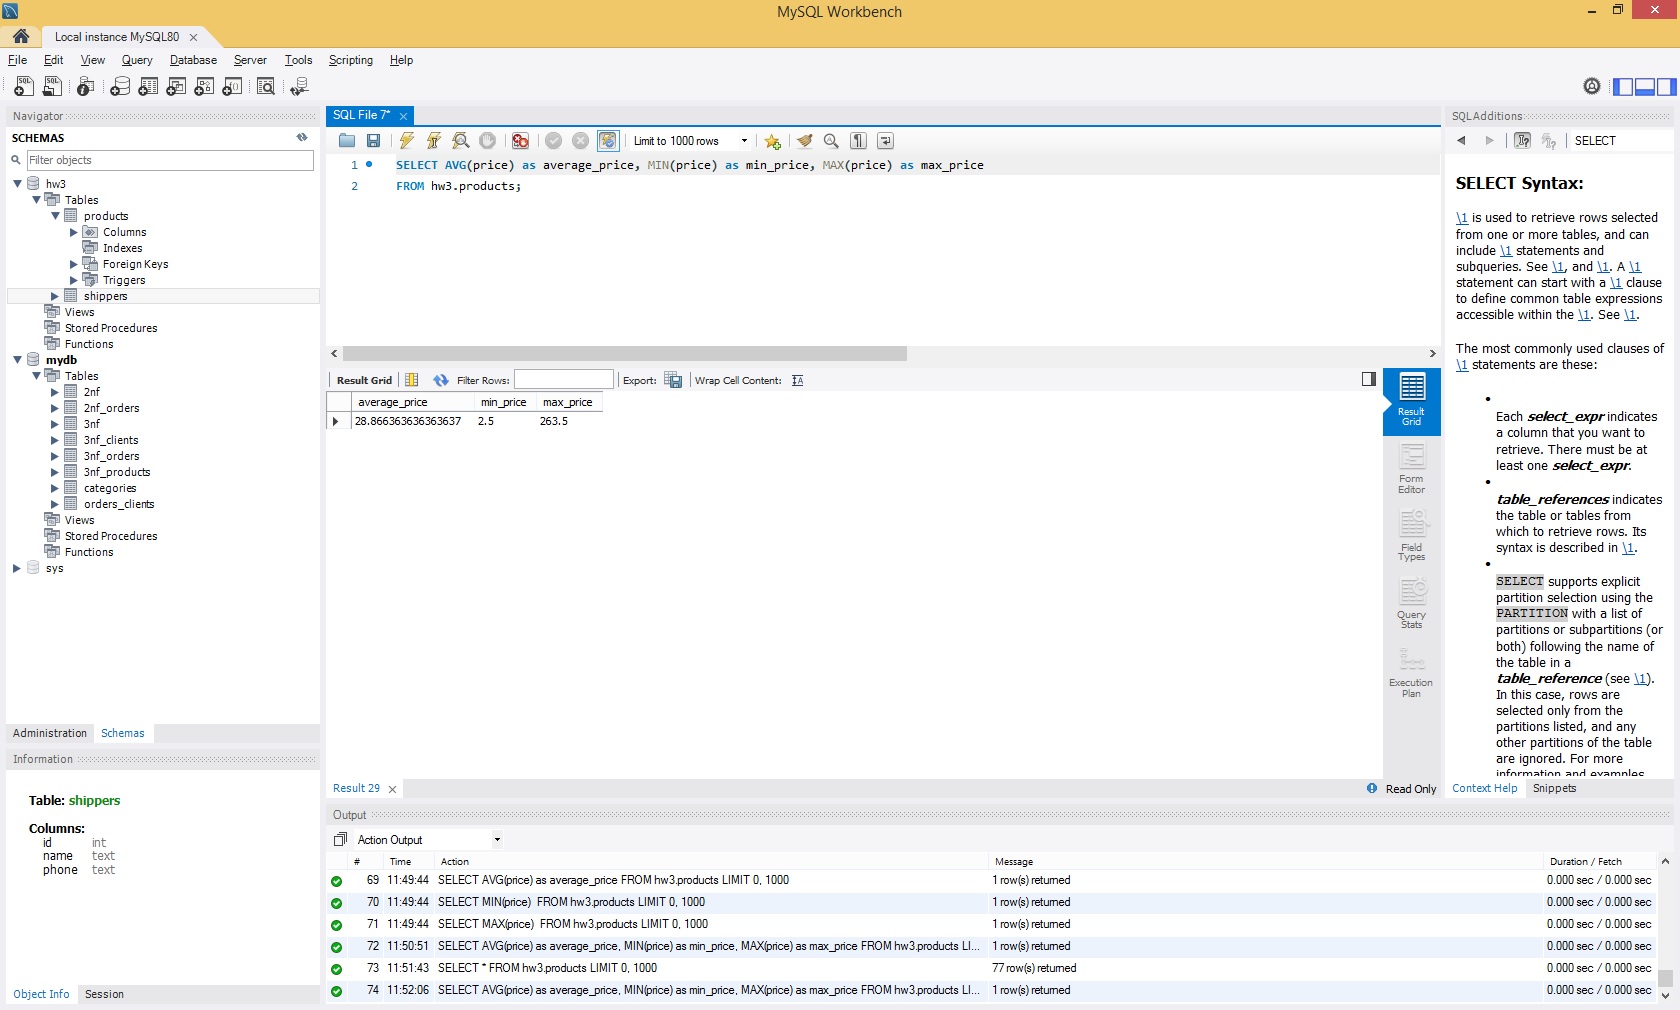 MySQL Workbench
Local instance MySQL80
File Edit View Query Database Server Tools Scripting Help
Navigator
SCHEMAS
Filter objects
hw3
Tables
products
Columns
Indexes
Foreign Keys
Triggers
shippers
Views
Stored Procedures
Functions
mydb
Tables
2nf
2nf_orders
3nf
3nf_clients
3nf_orders
3nf_products
categories
orders_clients
Views
Stored Procedures
Functions
sys
Administration Schemas
Information
Table: shippers
Columns:
id int
name text
phone text
Object Info Session
SQL File 7*
Limit to 1000 rows
1 SELECT AVG(price) as average_price, MIN(price) as min_price, MAX(price) as max_price
2 FROM hw3.products;
Result Grid Filter Rows: Export: Wrap Cell Content:
average_price min_price max_price
28.866363636363637 2.5 263.5
Result
Grid
Form
Editor
Field
Types
Query
Stats
Execution
Plan
Result 29
Read Only
Output
Action Output
# Time Action Message Duration / Fetch
69 11:49:44 SELECT AVG(price) as average_price FROM hw3.products LIMIT 0, 1000 1 row(s) returned 0.000 sec / 0.000 sec
70 11:49:44 SELECT MIN(price) FROM hw3.products LIMIT 0, 1000 1 row(s) returned 0.000 sec / 0.000 sec
71 11:49:44 SELECT MAX(price) FROM hw3.products LIMIT 0, 1000 1 row(s) returned 0.000 sec / 0.000 sec
72 11:50:51 SELECT AVG(price) as average_price, MIN(price) as min_price, MAX(price) as max_price FROM hw3.products LI... 1 row(s) returned 0.000 sec / 0.000 sec
73 11:51:43 SELECT * FROM hw3.products LIMIT 0, 1000 77 row(s) returned 0.000 sec / 0.000 sec
74 11:52:06 SELECT AVG(price) as average_price, MIN(price) as min_price, MAX(price) as max_price FROM hw3.products LI... 1 row(s) returned 0.000 sec / 0.000 sec
SQLAdditions
SELECT
SELECT Syntax:
\1 is used to retrieve rows selected
from one or more tables, and can
include \1 statements and
subqueries. See \1, and \1. A \1
statement can start with a \1 clause
to define common table expressions
accessible within the \1. See \1.
The most commonly used clauses of
\1 statements are these:
Each select_expr indicates
a column that you want to
retrieve. There must be at
least one select_expr.
table_references indicates
the table or tables from
which to retrieve rows. Its
syntax is described in \1.
SELECT supports explicit
partition selection using the
PARTITION with a list of
partitions or subpartitions (or
both) following the name of
the table in a
table_reference (see \1).
In this case, rows are
selected only from the
partitions listed, and any
other partitions of the table
are ignored. For more
information and examples
Context Help Snippets